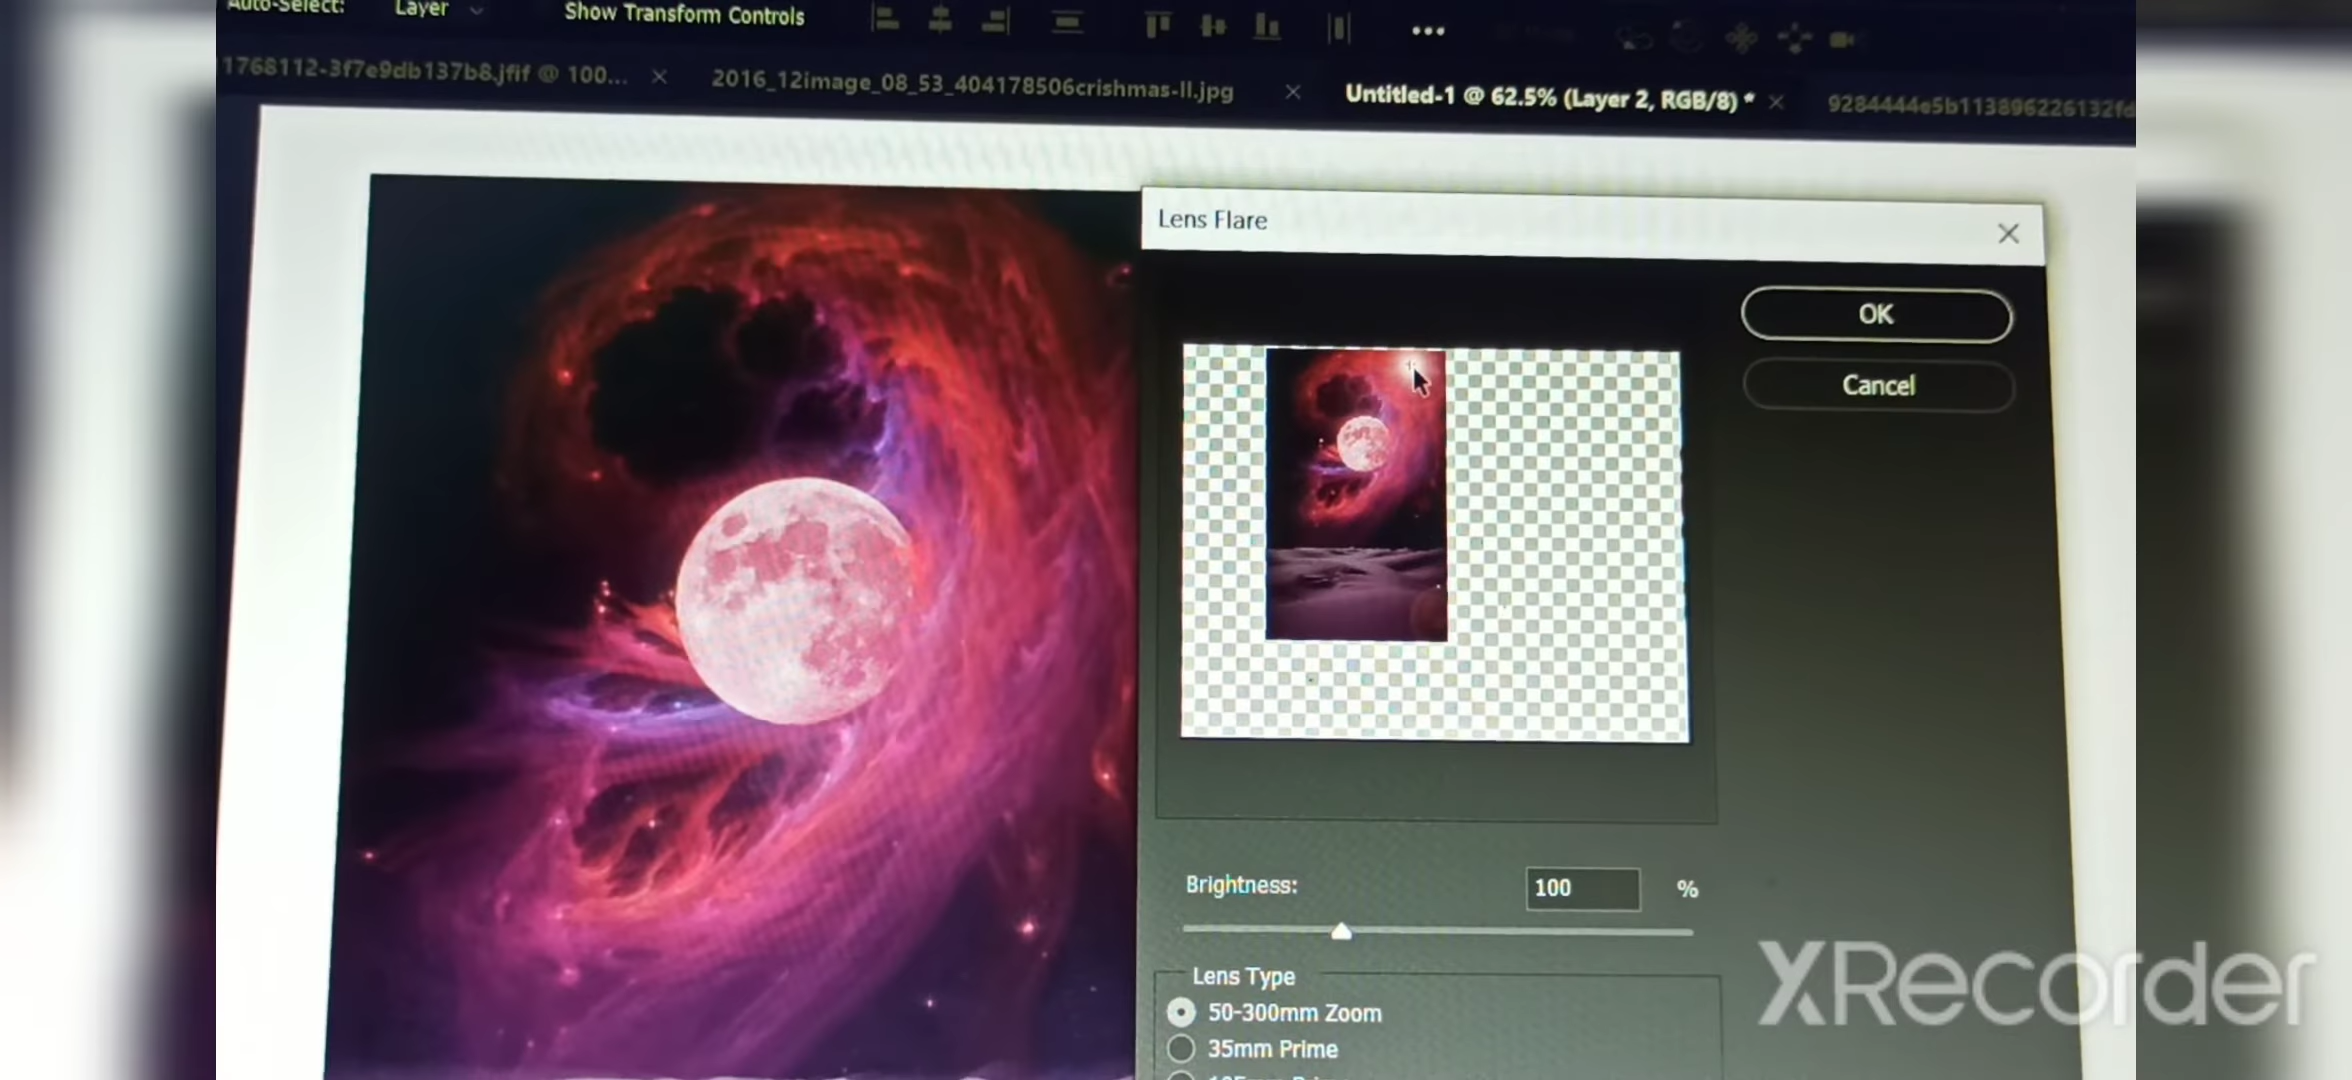 Auto-Select: Layer Show Transform Controls
1768112-3f7e9db137b8.jfif @ 100... × 2016_12image_08_53_404178506crishmas-II.jpg × Untitled-1 @ 62.5% (Layer 2, RGB/8) * × 9284444e5b113896226132fd
Lens Flare
OK
Cancel
Brightness: 100 %
Lens Type
50-300mm Zoom
35mm Prime
XRecorder